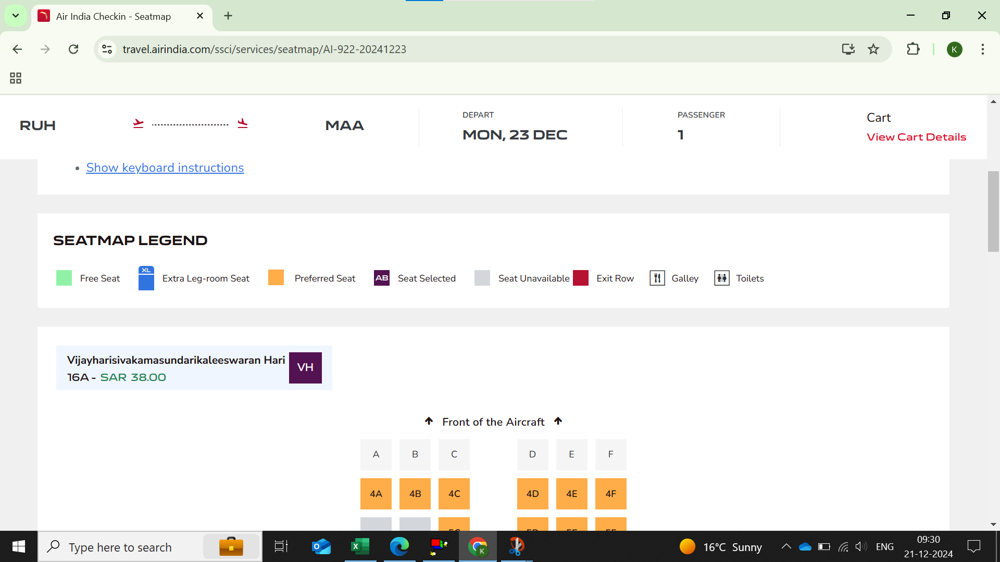 Air India Checkin - Seatmap
travel.airindia.com/ssci/services/seatmap/AI-922-20241223
K
RUH
MAA
DEPART
MON, 23 DEC
PASSENGER
1
Cart
View Cart Details
Show keyboard instructions
SEATMAP LEGEND
Free Seat
XL
Extra Leg-room Seat
Preferred Seat
AB
Seat Selected
Seat Unavailable
Exit Row
Galley
Toilets
Vijayharisivakamasundarikaleeswaran Hari
16A - SAR 38.00
VH
Front of the Aircraft
A B C D E F
4A 4B 4C 4D 4E 4F
Type here to search
16°C Sunny
ENG
09:30
21-12-2024